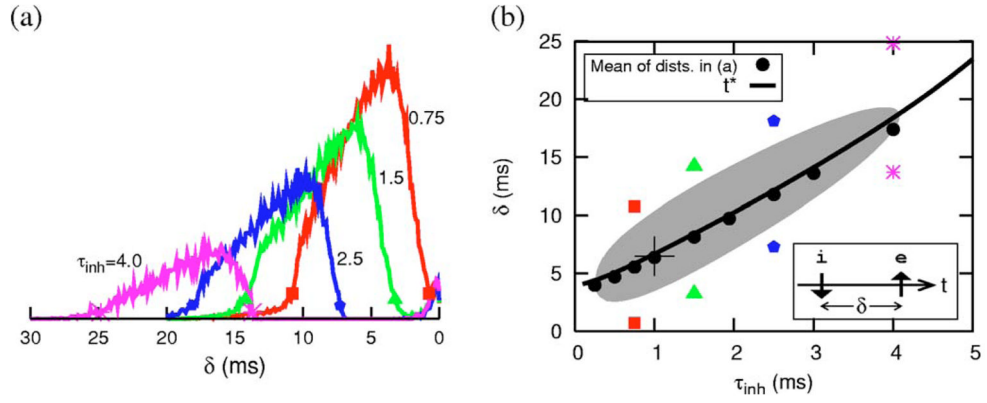 (a)
0.75
1.5
τinh=4.0
2.5
30 25 20 15 10 5 0
δ (ms)
(b)
25
20
15
10
5
0
δ (ms)
Mean of dists. in (a)
t*
i e
t
δ
0 1 2 3 4 5
τinh (ms)